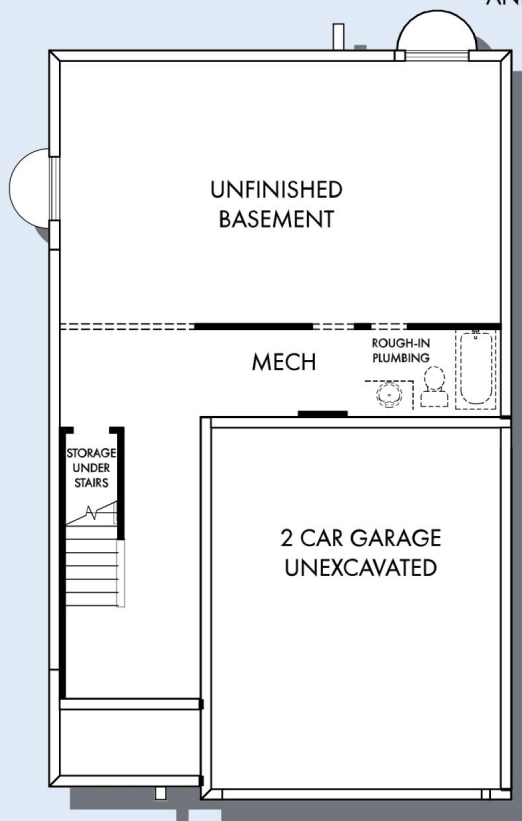 UNFINISHED
BASEMENT
MECH
ROUGH-IN
PLUMBING
STORAGE
UNDER
STAIRS
2 CAR GARAGE
UNEXCAVATED